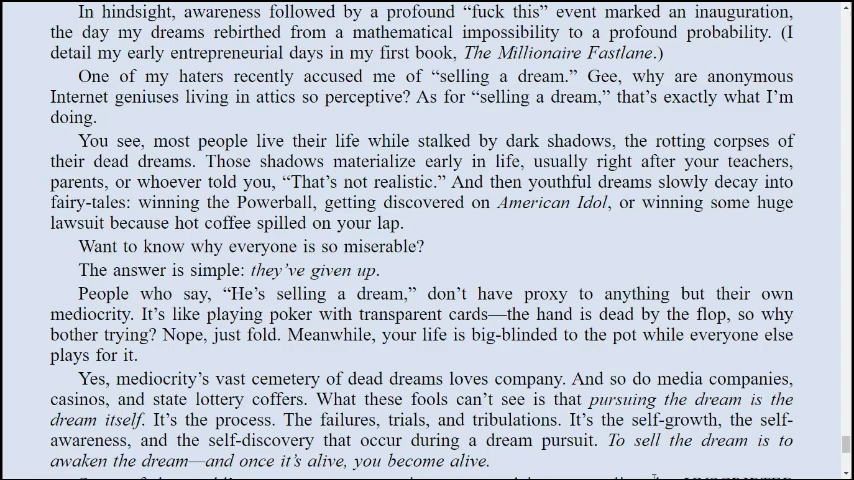 In hindsight, awareness followed by a profound “fuck this” event marked an inauguration,
the day my dreams rebirthed from a mathematical impossibility to a profound probability. (I
detail my early entrepreneurial days in my first book, The Millionaire Fastlane.)
One of my haters recently accused me of “selling a dream.” Gee, why are anonymous
Internet geniuses living in attics so perceptive? As for “selling a dream,” that’s exactly what I’m
doing.
You see, most people live their life while stalked by dark shadows, the rotting corpses of
their dead dreams. Those shadows materialize early in life, usually right after your teachers,
parents, or whoever told you, “That’s not realistic.” And then youthful dreams slowly decay into
fairy-tales: winning the Powerball, getting discovered on American Idol, or winning some huge
lawsuit because hot coffee spilled on your lap.
Want to know why everyone is so miserable?
The answer is simple: they’ve given up.
People who say, “He’s selling a dream,” don’t have proxy to anything but their own
mediocrity. It’s like playing poker with transparent cards—the hand is dead by the flop, so why
bother trying? Nope, just fold. Meanwhile, your life is big-blinded to the pot while everyone else
plays for it.
Yes, mediocrity’s vast cemetery of dead dreams loves company. And so do media companies,
casinos, and state lottery coffers. What these fools can’t see is that pursuing the dream is the
dream itself. It’s the process. The failures, trials, and tribulations. It’s the self-growth, the self-
awareness, and the self-discovery that occur during a dream pursuit. To sell the dream is to
awaken the dream—and once it’s alive, you become alive.